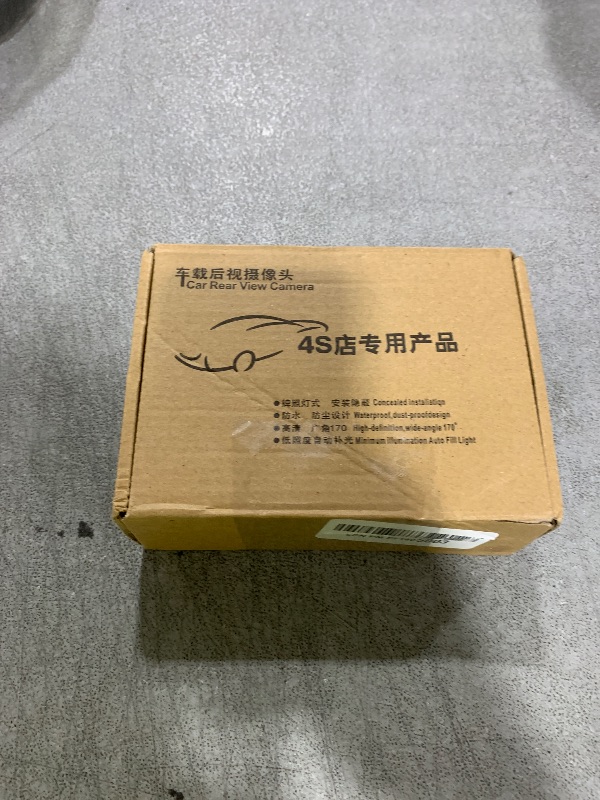 车载后视摄像头
Car Rear View Camera
4S店专用产品
●牌照灯式 安装隐蔽 Concealed installation
●防水 防尘设计 Waterproof,dust-proofdesign
●高清 广角170 High-definition,wide-angle 170°
●低照度自动补光 Minimum Illumination Auto Fill Light